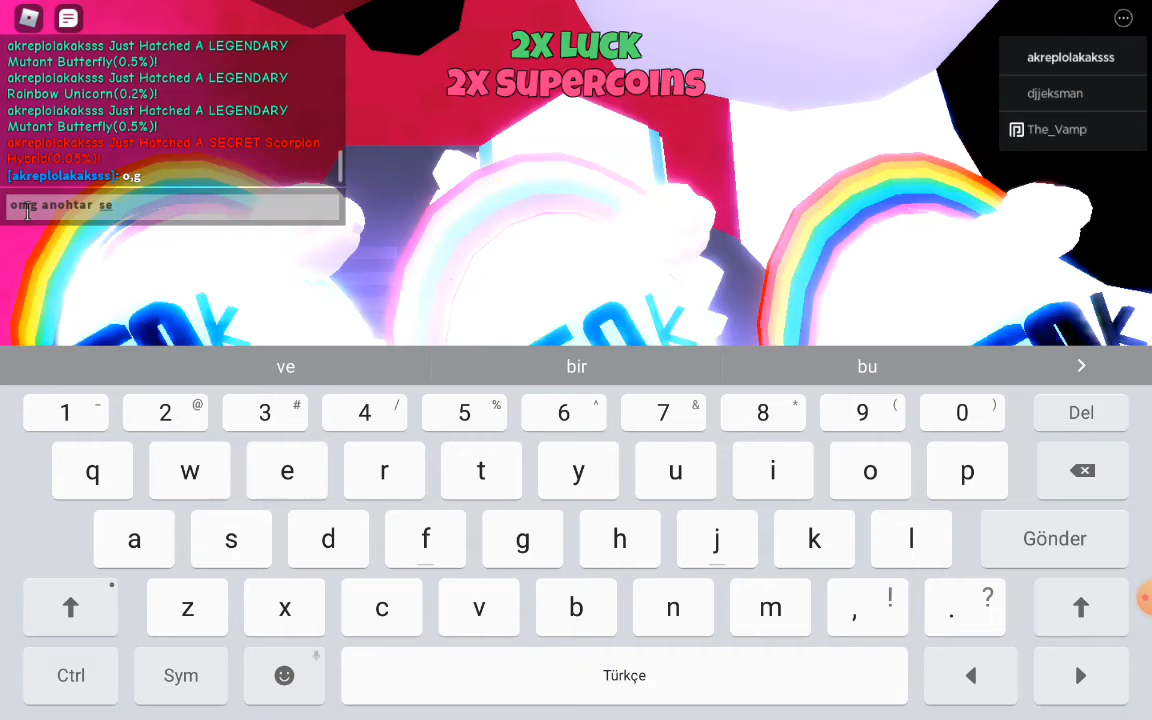 akreplolakaksss Just Hatched A LEGENDARY
Mutant Butterfly(0.5%)!
akreplolakaksss Just Hatched A LEGENDARY
Rainbow Unicorn(0.2%)!
akreplolakaksss Just Hatched A LEGENDARY
Mutant Butterfly(0.5%)!
akreplolakaksss Just Hatched A SECRET Scorpion
Hybrid(0.05%)!
[akreplolakaksss]: o,g
omg anohtar se
2X LUCK
2X SUPERCOINS
akreplolakaksss
djjeksman
The_Vamp
ve bir bu
1 - 2 @ 3 # 4 / 5 % 6 ^ 7 & 8 * 9 ( 0 ) Del
q w e r t y u i o p
a s d f g h j k l Gönder
z x c v b n m , ! . ?
Ctrl Sym Türkçe